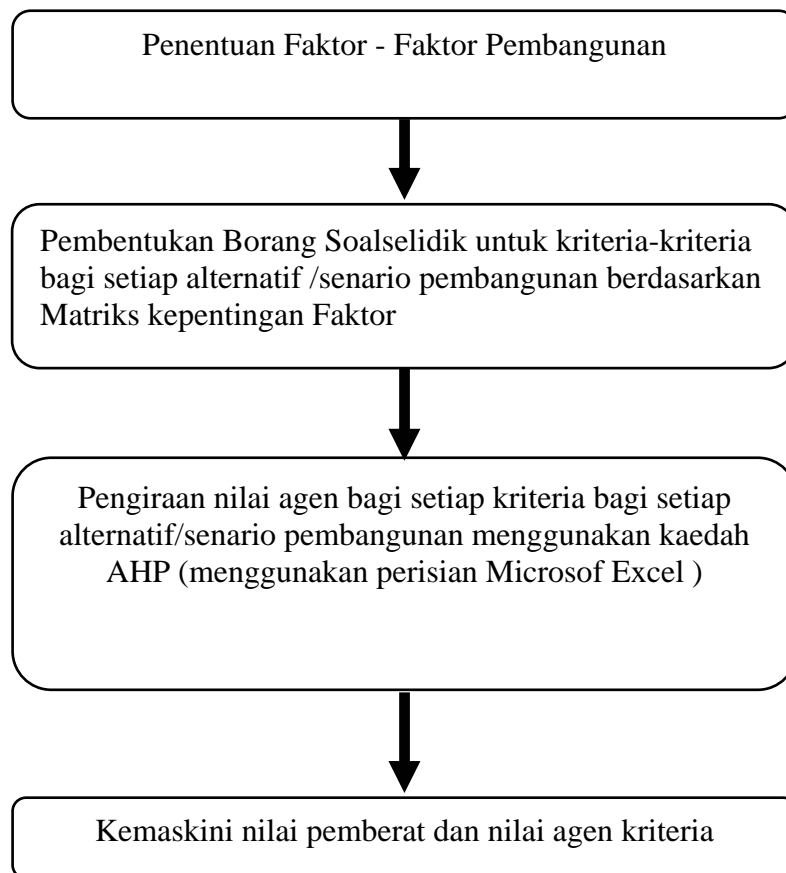 Penentuan Faktor - Faktor Pembangunan
Pembentukan Borang Soalselidik untuk kriteria-kriteria
bagi setiap alternatif /senario pembangunan berdasarkan
Matriks kepentingan Faktor
Pengiraan nilai agen bagi setiap kriteria bagi setiap
alternatif/senario pembangunan menggunakan kaedah
AHP (menggunakan perisian Microsof Excel )
Kemaskini nilai pemberat dan nilai agen kriteria